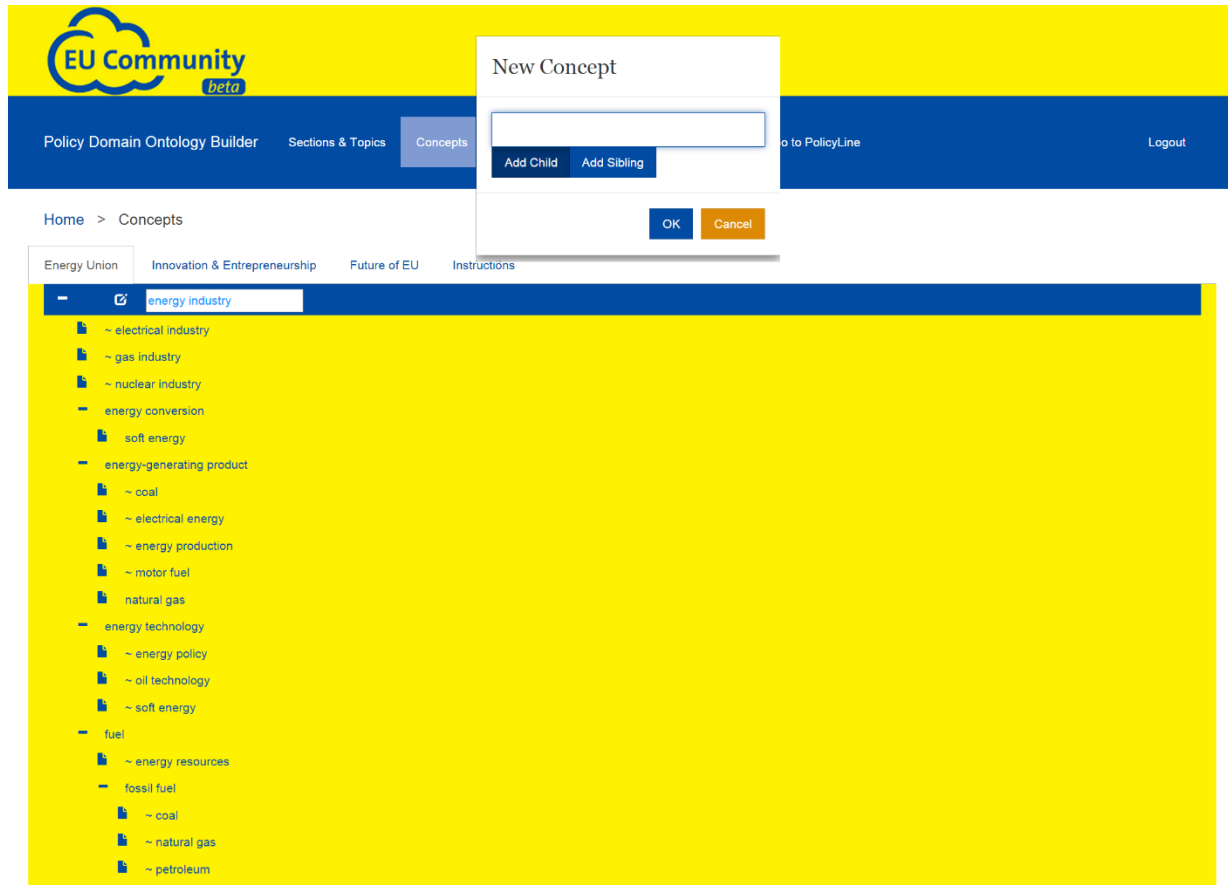 EU Community
beta
New Concept
Policy Domain Ontology Builder Sections & Topics Concepts o to PolicyLine Logout
Add Child Add Sibling
OK Cancel
Home > Concepts
Energy Union Innovation & Entrepreneurship Future of EU Instructions
energy industry
~ electrical industry
~ gas industry
~ nuclear industry
energy conversion
soft energy
energy-generating product
~ coal
~ electrical energy
~ energy production
~ motor fuel
natural gas
energy technology
~ energy policy
~ oil technology
~ soft energy
fuel
~ energy resources
fossil fuel
~ coal
~ natural gas
~ petroleum